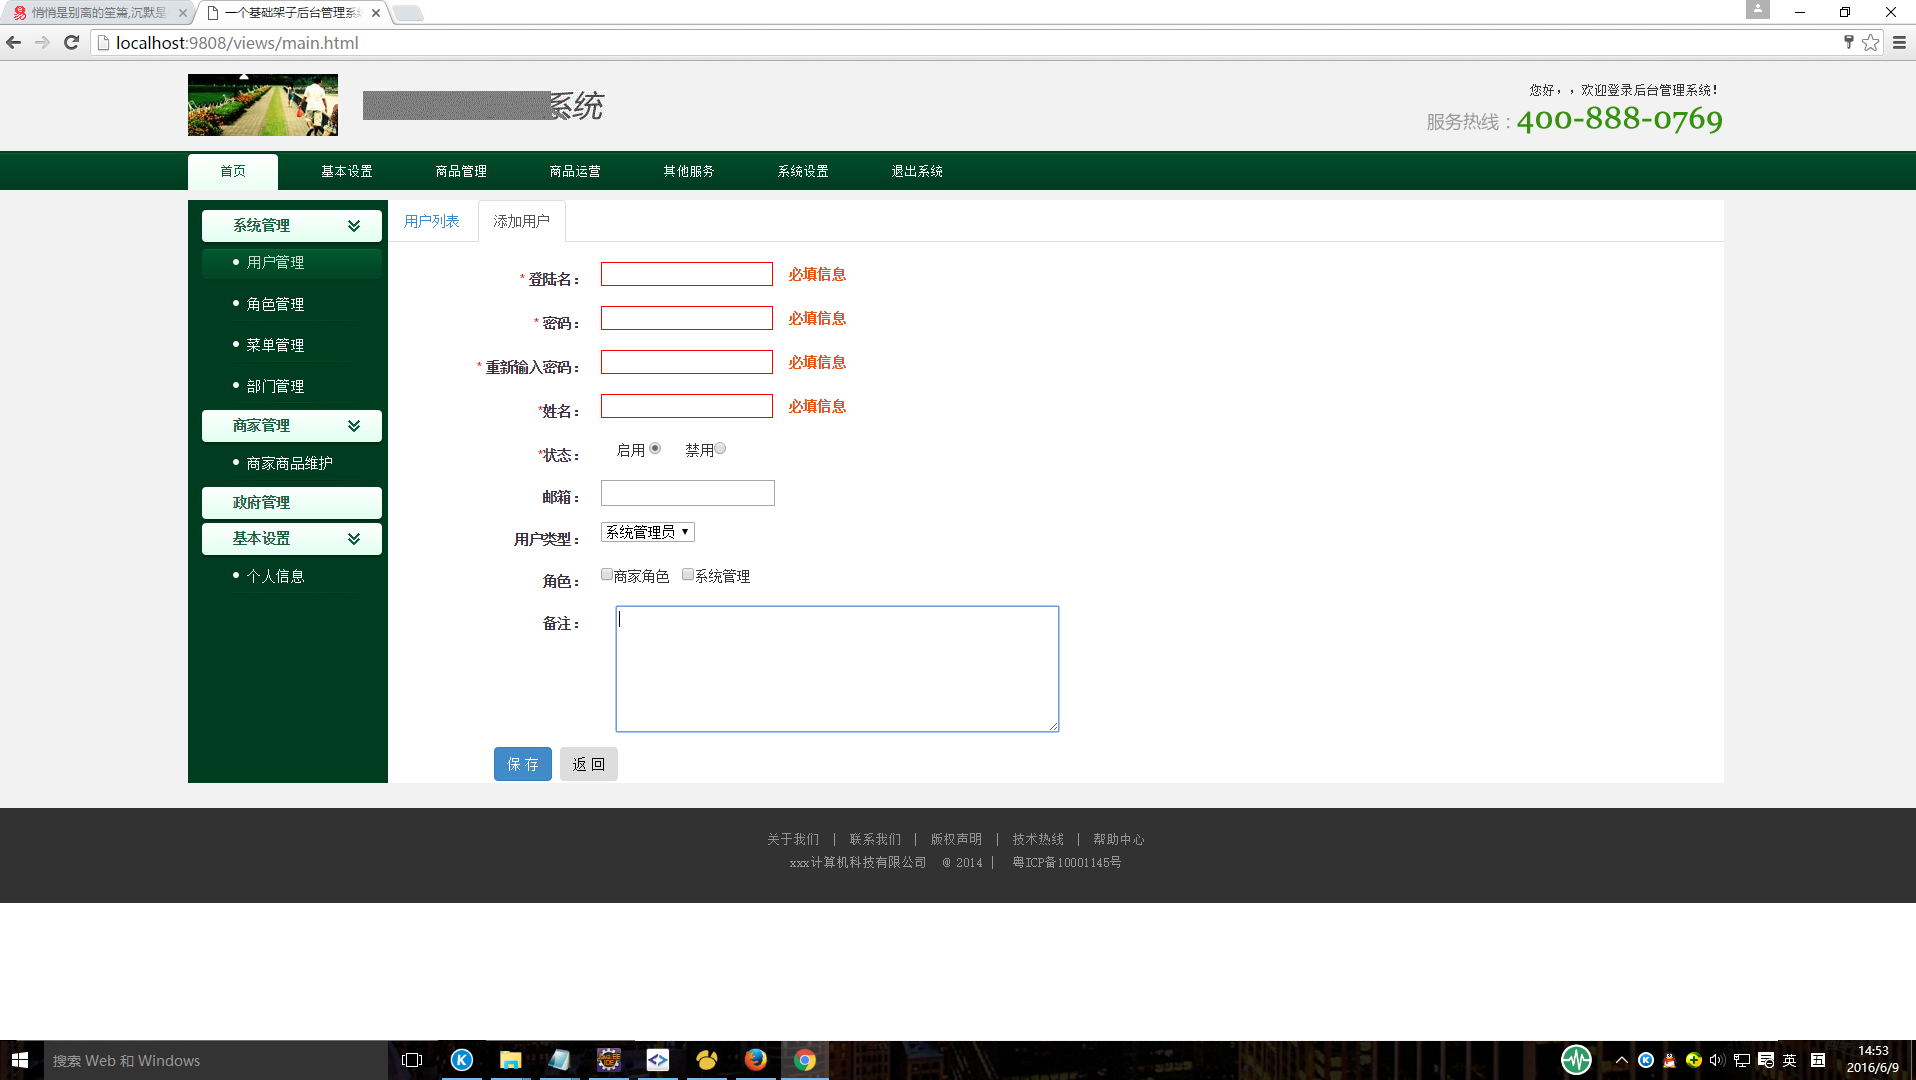 悄悄是别离的笙箫,沉默是
一个基础架子后台管理系统
localhost:9808/views/main.html
系统
您好，，欢迎登录后台管理系统！
服务热线：400-888-0769
首页 基本设置 商品管理 商品运营 其他服务 系统设置 退出系统
系统管理
用户管理
角色管理
菜单管理
部门管理
商家管理
商家商品维护
政府管理
基本设置
个人信息
用户列表 添加用户
* 登陆名： 必填信息
* 密码： 必填信息
* 重新输入密码： 必填信息
*姓名： 必填信息
*状态： 启用 禁用
邮箱：
用户类型： 系统管理员
角色： 商家角色 系统管理
备注：
保 存 返 回
关于我们 | 联系我们 | 版权声明 | 技术热线 | 帮助中心
xxx计算机科技有限公司 @ 2014 | 粤ICP备10001145号
搜索 Web 和 Windows
英
五
14:53
2016/6/9